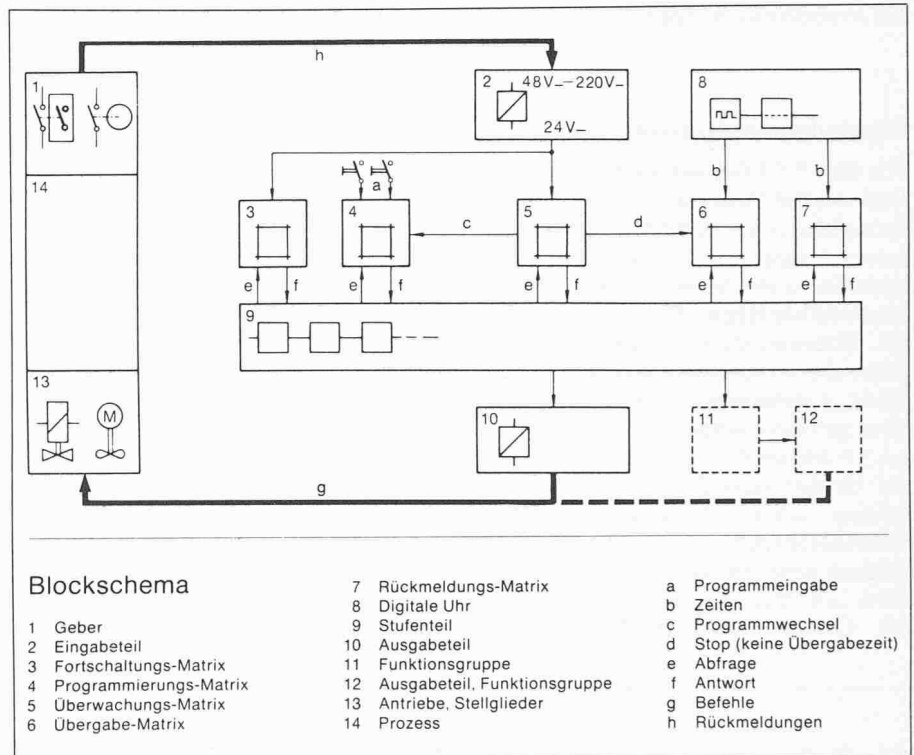 h
1
2 48V⎓–220V⎓
24V⎓
8
14
a
b b
3 4 5 6 7
c d
e f e f e f e f e f
9
13
M
10
11 12
g
Blockschema
1 Geber
2 Eingabeteil
3 Fortschaltungs-Matrix
4 Programmierungs-Matrix
5 Überwachungs-Matrix
6 Übergabe-Matrix
7 Rückmeldungs-Matrix
8 Digitale Uhr
9 Stufenteil
10 Ausgabeteil
11 Funktionsgruppe
12 Ausgabeteil, Funktionsgruppe
13 Antriebe, Stellglieder
14 Prozess
a Programmeingabe
b Zeiten
c Programmwechsel
d Stop (keine Übergabezeit)
e Abfrage
f Antwort
g Befehle
h Rückmeldungen